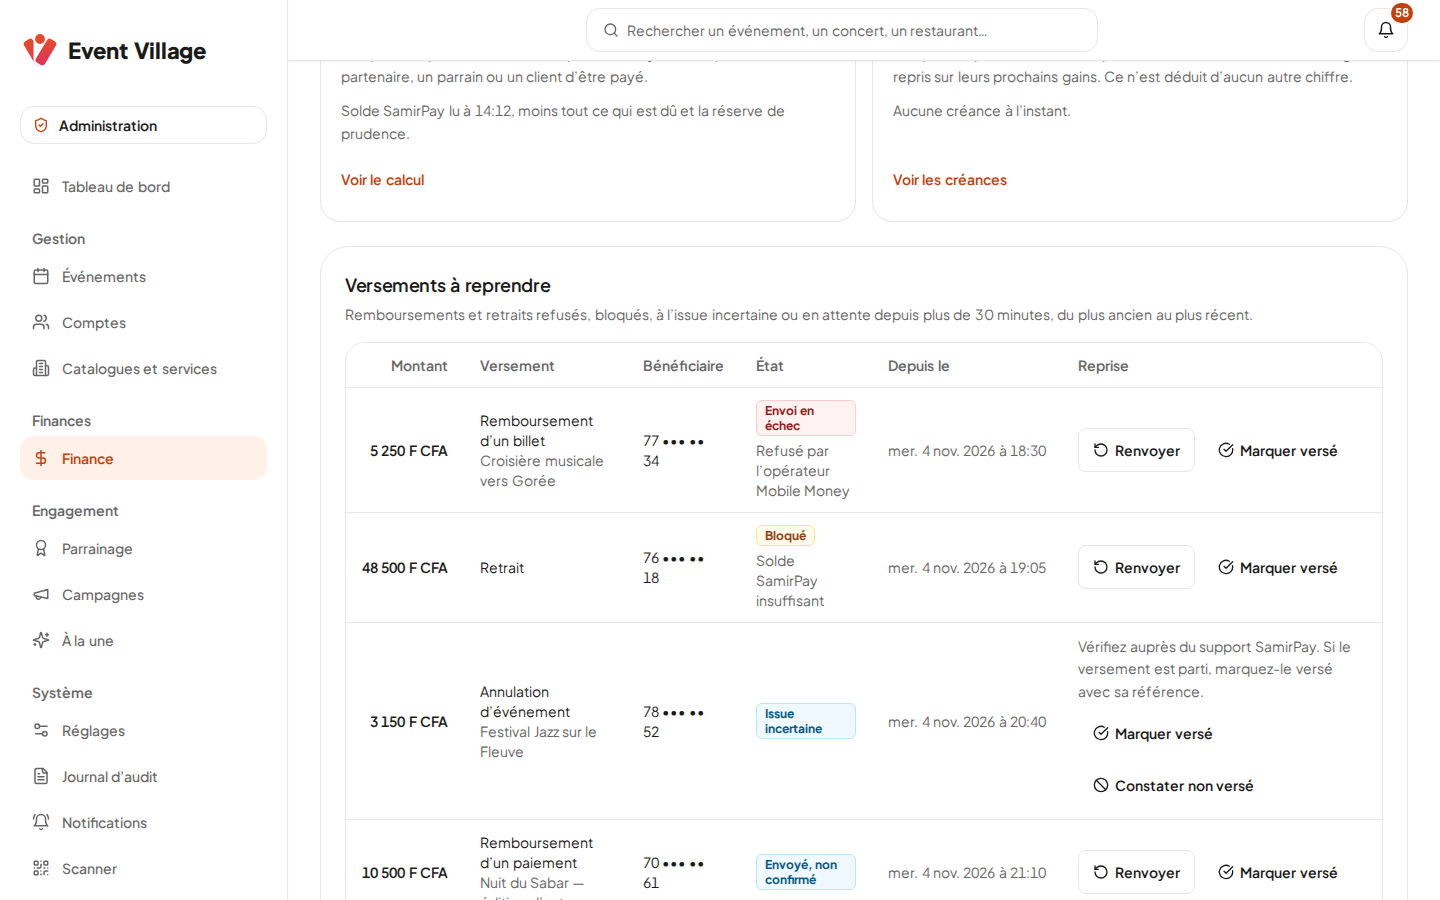 Event Village
Rechercher un événement, un concert, un restaurant...
58
Administration
Tableau de bord
Gestion
Événements
Comptes
Catalogues et services
Finances
Finance
Engagement
Parrainage
Campagnes
À la une
Système
Réglages
Journal d'audit
Notifications
Scanner
partenaire, un parrain ou un client d'être payé.
Solde SamirPay lu à 14:12, moins tout ce qui est dû et la réserve de
prudence.
Voir le calcul
repris sur leurs prochains gains. Ce n'est déduit d'aucun autre chiffre.
Aucune créance à l'instant.
Voir les créances
Versements à reprendre
Remboursements et retraits refusés, bloqués, à l'issue incertaine ou en attente depuis plus de 30 minutes, du plus ancien au plus récent.
Montant Versement Bénéficiaire État Depuis le Reprise
5 250 F CFA
Remboursement
d'un billet
Croisière musicale
vers Gorée
77 ••• ••
34
Envoi en
échec
Refusé par
l'opérateur
Mobile Money
mer. 4 nov. 2026 à 18:30
Renvoyer
Marquer versé
48 500 F CFA
Retrait
76 ••• ••
18
Bloqué
Solde
SamirPay
insuffisant
mer. 4 nov. 2026 à 19:05
Renvoyer
Marquer versé
3 150 F CFA
Annulation
d'événement
Festival Jazz sur le
Fleuve
78 ••• ••
52
Issue
incertaine
mer. 4 nov. 2026 à 20:40
Vérifiez auprès du support SamirPay. Si le
versement est parti, marquez-le versé
avec sa référence.
Marquer versé
Constater non versé
10 500 F CFA
Remboursement
d'un paiement
Nuit du Sabar —
70 ••• ••
61
Envoyé, non
confirmé
mer. 4 nov. 2026 à 21:10
Renvoyer
Marquer versé